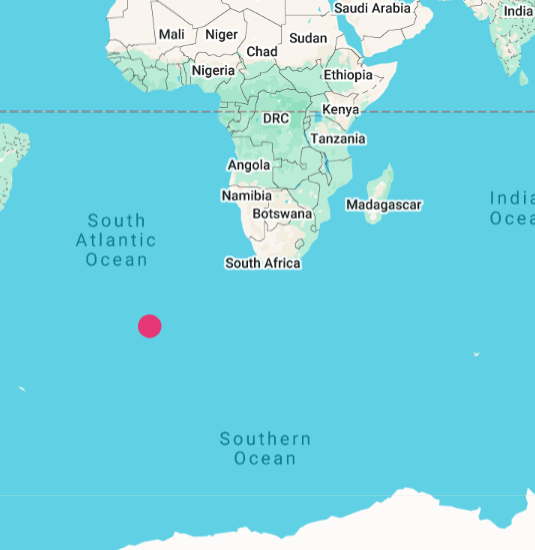 Saudi Arabia
India
Mali
Niger
Sudan
Chad
Nigeria
Ethiopia
Kenya
DRC
Tanzania
Angola
Namibia
Botswana
Madagascar
South
Atlantic
Ocean
India
Ocea
South Africa
Southern
Ocean